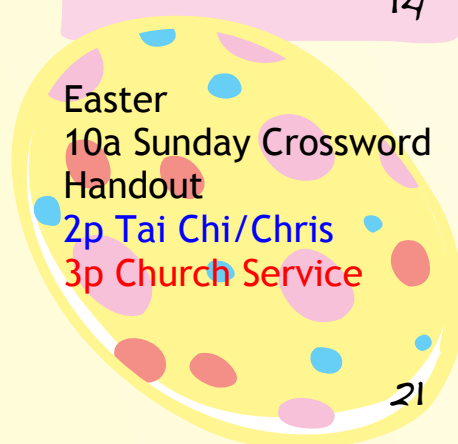 14
Easter
10a Sunday Crossword
Handout
2p Tai Chi/Chris
3p Church Service
21